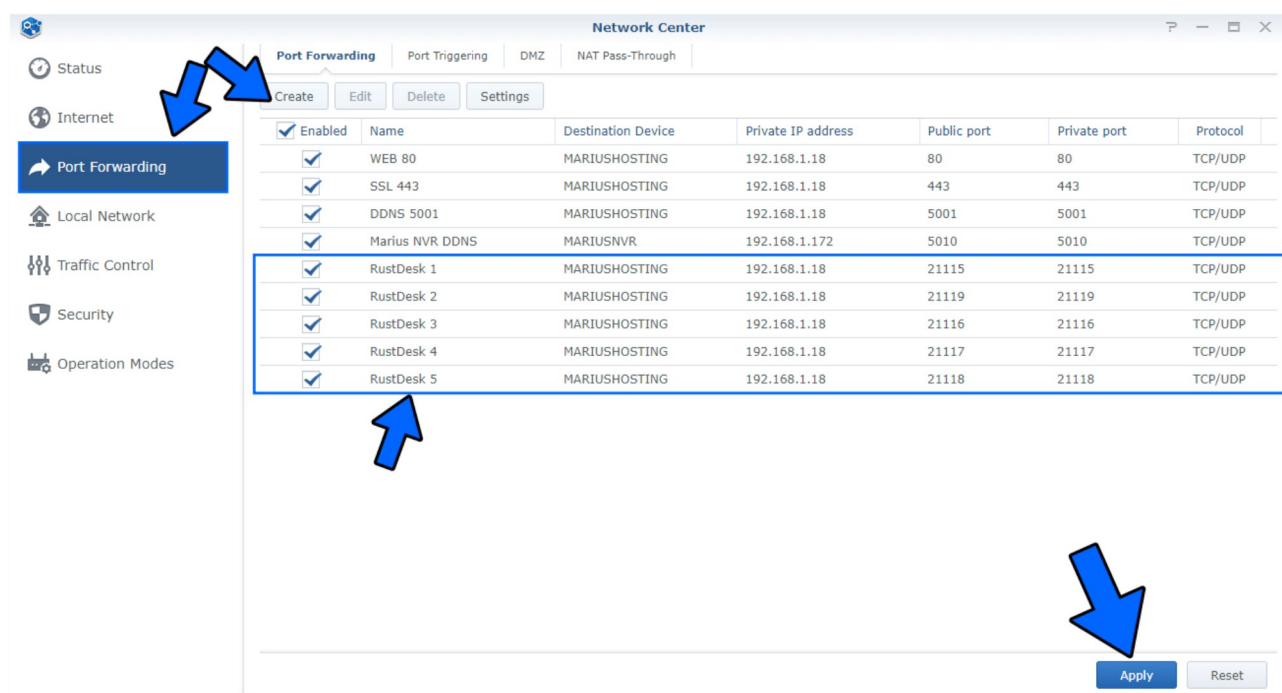 Network Center
Status
Internet
Port Forwarding
Local Network
Traffic Control
Security
Operation Modes
Port Forwarding Port Triggering DMZ NAT Pass-Through
Create Edit Delete Settings
Enabled Name Destination Device Private IP address Public port Private port Protocol
WEB 80 MARIUSHOSTING 192.168.1.18 80 80 TCP/UDP
SSL 443 MARIUSHOSTING 192.168.1.18 443 443 TCP/UDP
DDNS 5001 MARIUSHOSTING 192.168.1.18 5001 5001 TCP/UDP
Marius NVR DDNS MARIUSNVR 192.168.1.172 5010 5010 TCP/UDP
RustDesk 1 MARIUSHOSTING 192.168.1.18 21115 21115 TCP/UDP
RustDesk 2 MARIUSHOSTING 192.168.1.18 21119 21119 TCP/UDP
RustDesk 3 MARIUSHOSTING 192.168.1.18 21116 21116 TCP/UDP
RustDesk 4 MARIUSHOSTING 192.168.1.18 21117 21117 TCP/UDP
RustDesk 5 MARIUSHOSTING 192.168.1.18 21118 21118 TCP/UDP
Apply Reset